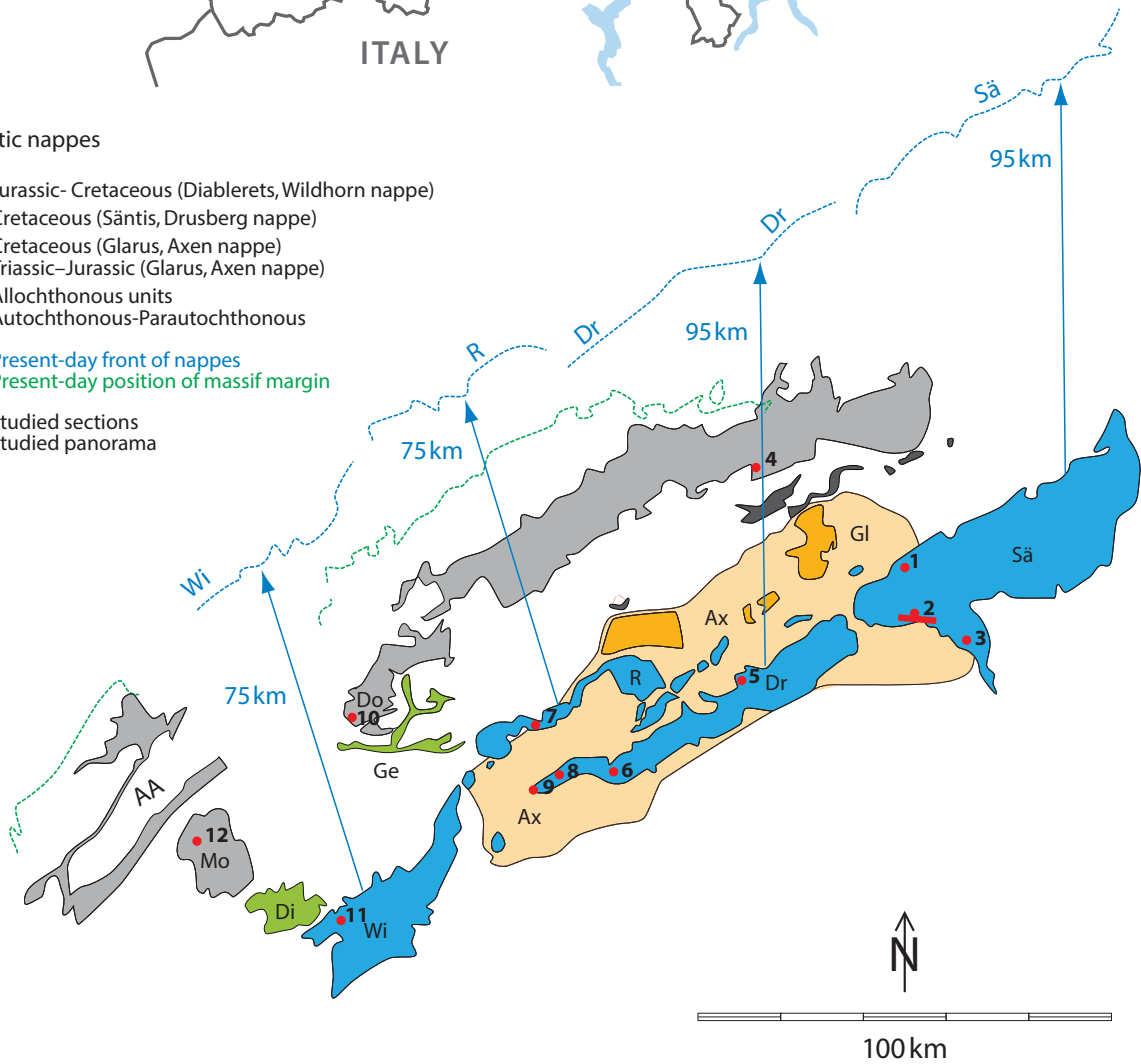 ITALY
tic nappes
urassic- Cretaceous (Diablerets, Wildhorn nappe)
Cretaceous (Säntis, Drusberg nappe)
Cretaceous (Glarus, Axen nappe)
riassic–Jurassic (Glarus, Axen nappe)
Allochthonous units
Autochthonous-Parautochthonous
Present-day front of nappes
Present-day position of massif margin
tudied sections
tudied panorama
Sä
95 km
Dr
95 km
Dr
R
75 km
Wi
75 km
4
Gl
1
Sä
2
3
Ax
R
5
Dr
Do
10
7
Ge
8
6
9
Ax
AA
12
Mo
Di
11
Wi
N
100 km